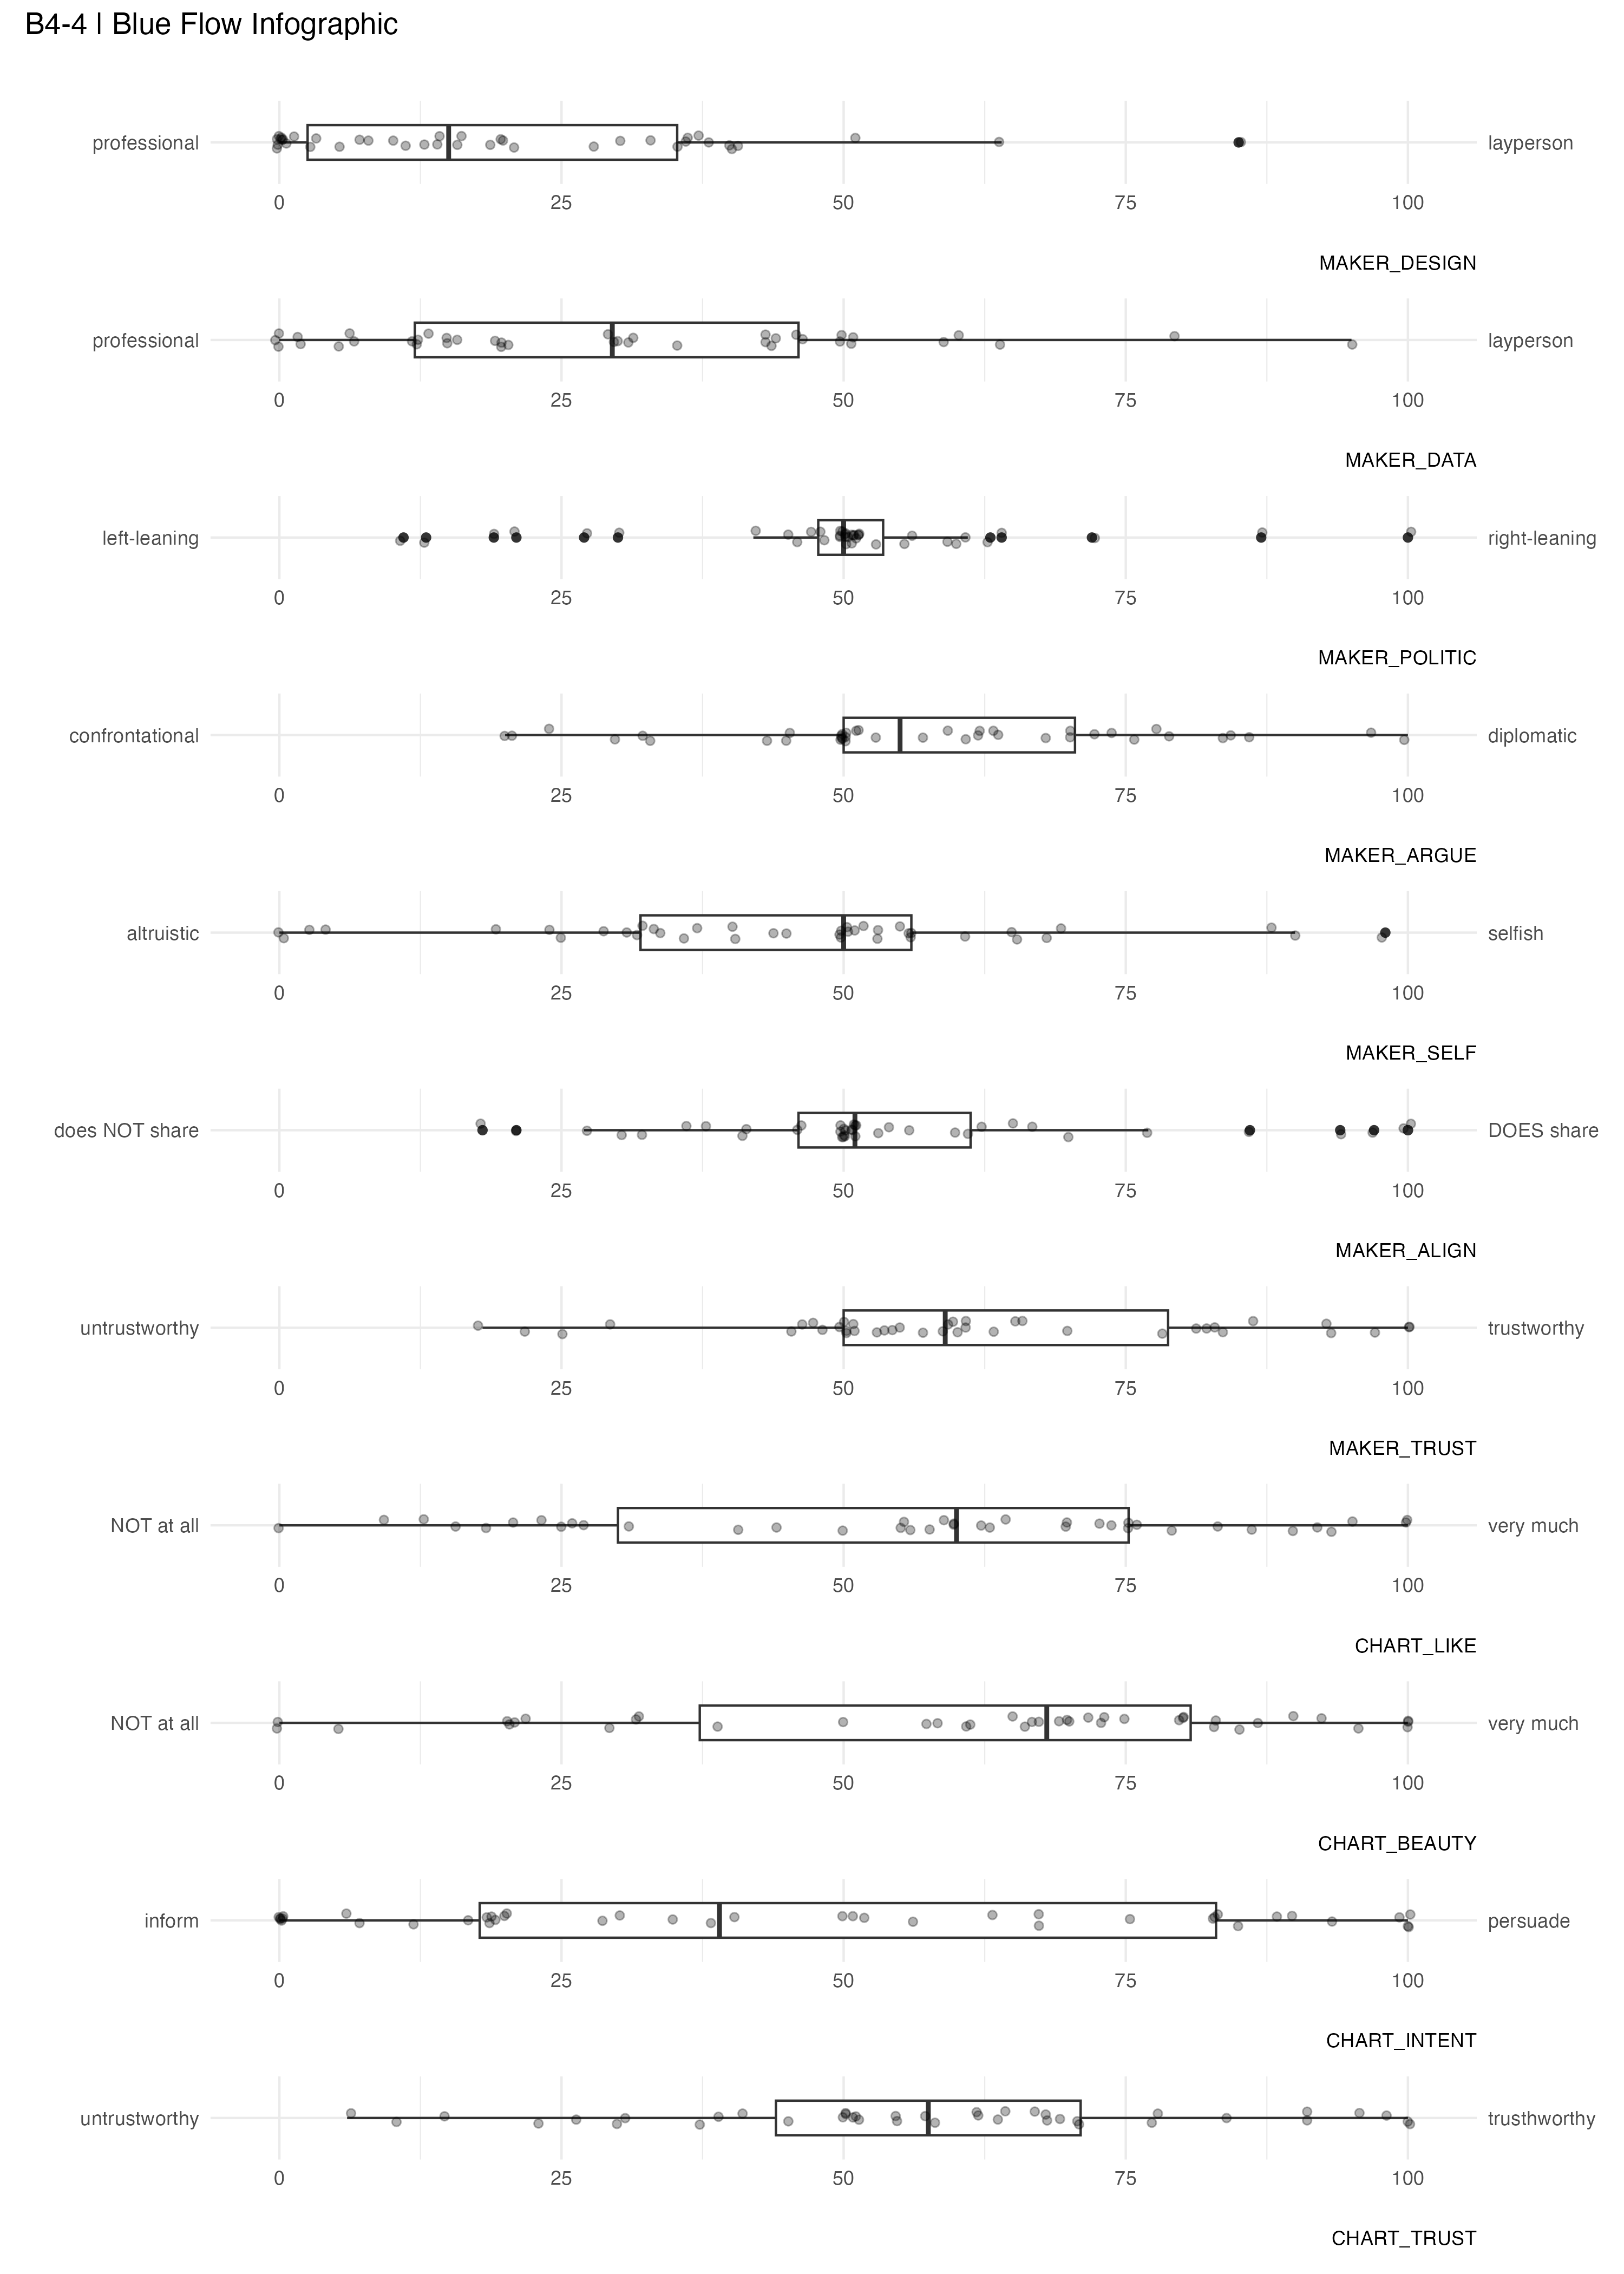 B4-4 | Blue Flow Infographic
professional layperson
0 25 50 75 100
MAKER_DESIGN
professional layperson
0 25 50 75 100
MAKER_DATA
left-leaning right-leaning
0 25 50 75 100
MAKER_POLITIC
confrontational diplomatic
0 25 50 75 100
MAKER_ARGUE
altruistic selfish
0 25 50 75 100
MAKER_SELF
does NOT share DOES share
0 25 50 75 100
MAKER_ALIGN
untrustworthy trustworthy
0 25 50 75 100
MAKER_TRUST
NOT at all very much
0 25 50 75 100
CHART_LIKE
NOT at all very much
0 25 50 75 100
CHART_BEAUTY
inform persuade
0 25 50 75 100
CHART_INTENT
untrustworthy trusthworthy
0 25 50 75 100
CHART_TRUST